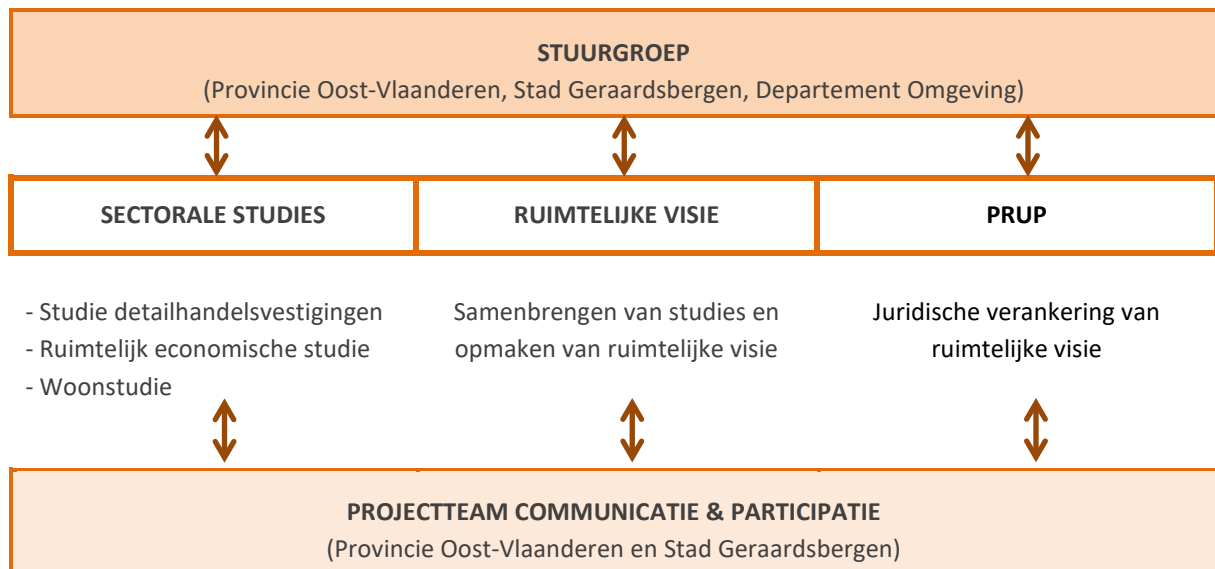 STUURGROEP
(Provincie Oost-Vlaanderen, Stad Geraardsbergen, Departement Omgeving)
SECTORALE STUDIES
RUIMTELIJKE VISIE
PRUP
- Studie detailhandelsvestigingen
- Ruimtelijk economische studie
- Woonstudie
Samenbrengen van studies en
opmaken van ruimtelijke visie
Juridische verankering van
ruimtelijke visie
PROJECTTEAM COMMUNICATIE & PARTICIPATIE
(Provincie Oost-Vlaanderen en Stad Geraardsbergen)